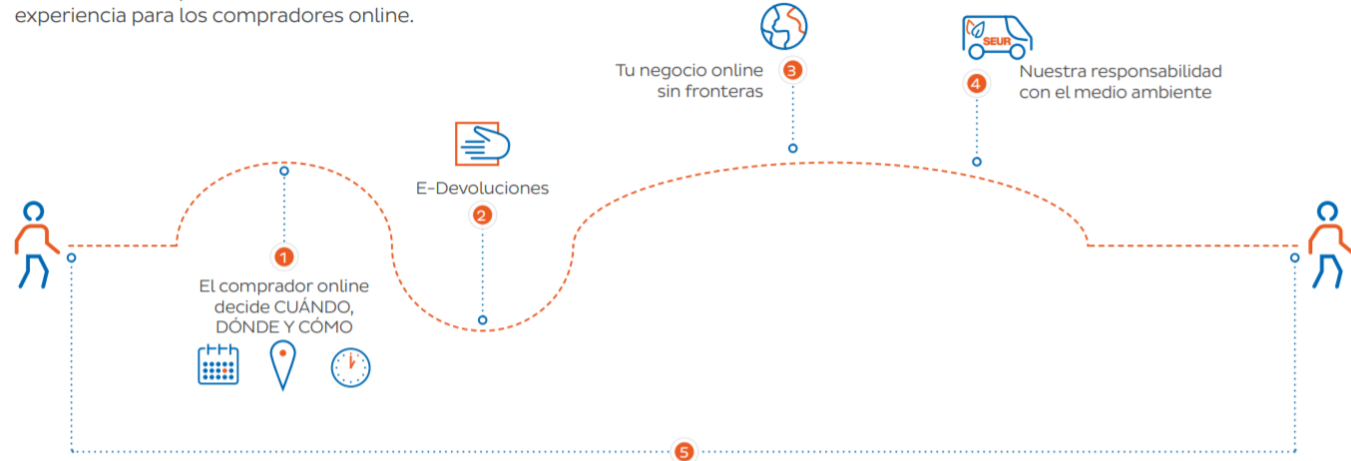 experiencia para los compradores online.
Tu negocio online
sin fronteras
3
SEUR
4
Nuestra responsabilidad
con el medio ambiente
E-Devoluciones
2
1
El comprador online
decide CUÁNDO,
DÓNDE Y CÓMO
5